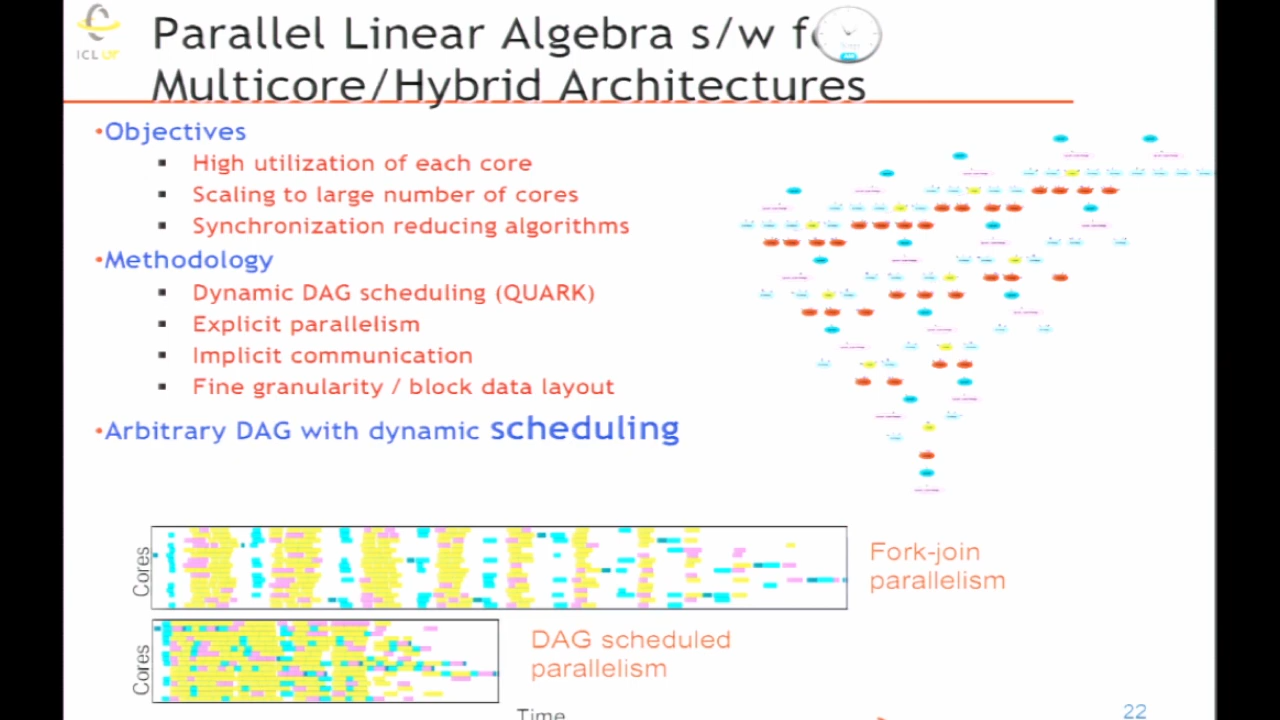 ICL UT
Parallel Linear Algebra s/w fo
Multicore/Hybrid Architectures
•Objectives
▪ High utilization of each core
▪ Scaling to large number of cores
▪ Synchronization reducing algorithms
•Methodology
▪ Dynamic DAG scheduling (QUARK)
▪ Explicit parallelism
▪ Implicit communication
▪ Fine granularity / block data layout
•Arbitrary DAG with dynamic scheduling
Cores
Fork-join
parallelism
Cores
DAG scheduled
parallelism
Time
22